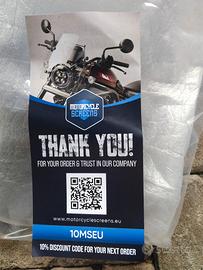 MOTORCYCLE
SCREENS
THANK YOU!
FOR YOUR ORDER & TRUST IN OUR COMPANY
www.motorcyclescreens.eu
10MSEU
10% DISCOUNT CODE FOR YOUR NEXT ORDER